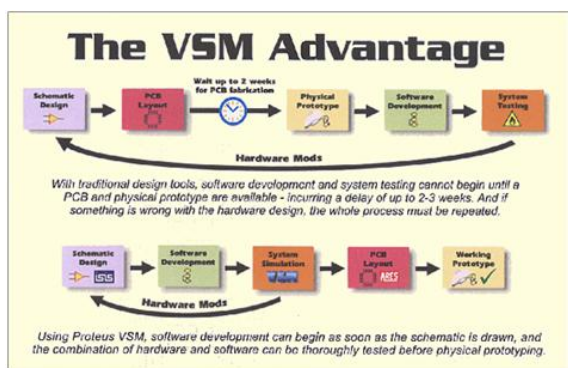 The VSM Advantage
Wait up to 2 weeks
for PCB fabrication
Schematic
Design
PCB
Layout
Physical
Prototype
Software
Development
System
Testing
Hardware Mods
With traditional design tools, software development and system testing cannot begin until a
PCB and physical prototype are available - incurring a delay of up to 2-3 weeks. And if
something is wrong with the hardware design, the whole process must be repeated.
Schematic
Design
ISIS
Software
Development
System
Simulation
VSM
PCB
Layout
ARES
Working
Prototype
Hardware Mods
Using Proteus VSM, software development can begin as soon as the schematic is drawn, and
the combination of hardware and software can be thoroughly tested before physical prototyping.